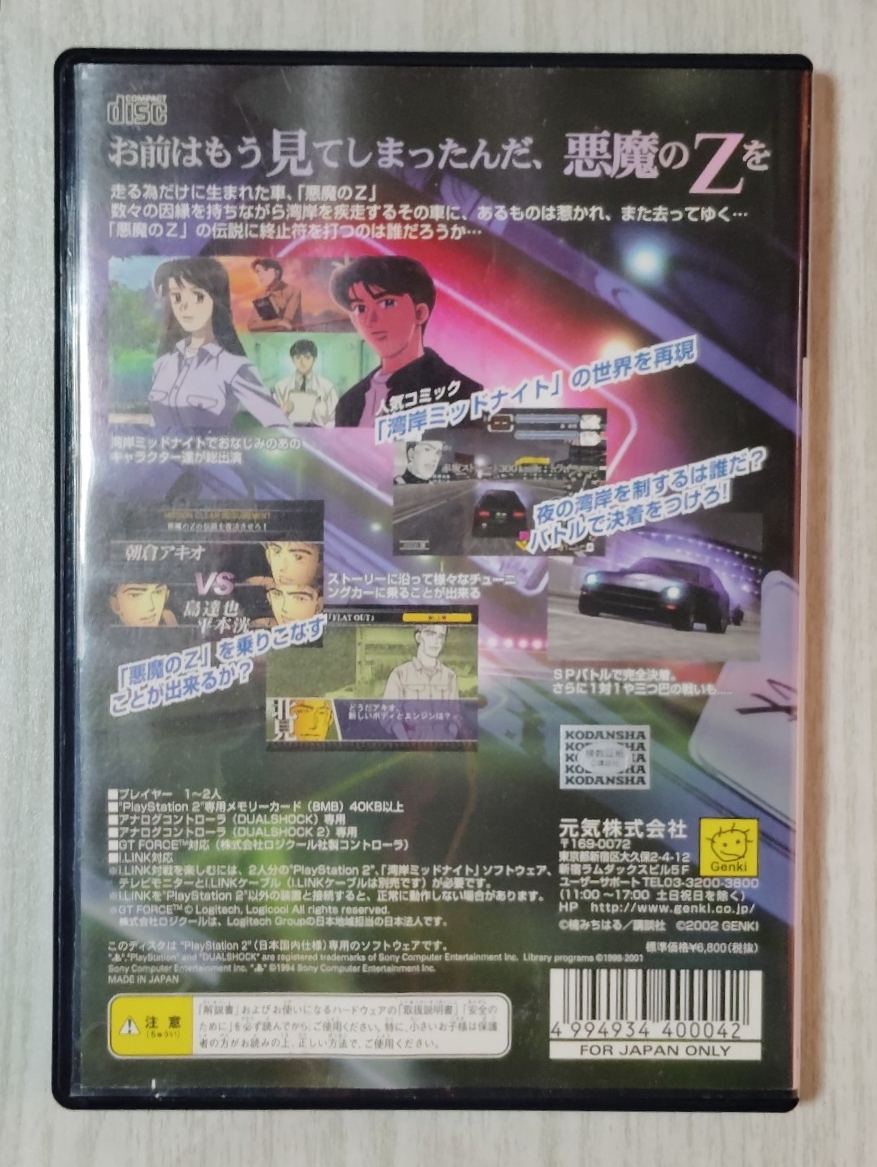 COMPACT
disc
お前はもう見てしまったんだ、悪魔のZを
走る為だけに生まれた車、「悪魔のZ」
数々の因縁を持ちながら湾岸を疾走するその車に、あるものは惹かれ、また去ってゆく…
「悪魔のZ」の伝説に終止符を打つのは誰だろうか…
人気コミック
「湾岸ミッドナイト」の世界を再現
湾岸ミッドナイトでおなじみのあの
キャラクター達が総出演
夜の湾岸を制するは誰だ?
バトルで決着をつけろ!
朝倉アキオ
VS
島達也
平本洸
ストーリーに沿って様々なチューニ
ングカーに乗ることが出来る
「悪魔のZ」を乗りこなす
ことが出来るか?
「FLAT OUT」
北見
どうだアキオ、
新しいボディとエンジンは?
SPバトルで完全決着。
さらに1対1や三つ巴の戦いも……
KODANSHA
KODANSHA
■プレイヤー 1~2人
■"PlayStation 2"専用メモリーカード(8MB)40KB以上
■アナログコントローラ(DUALSHOCK)専用
■アナログコントローラ(DUALSHOCK 2)専用
■GT FORCE™対応(株式会社ロジクール社製コントローラ)
■i.LINK対応
※i.LINK対戦を楽しむには、2人分の"PlayStation 2"、「湾岸ミッドナイト」ソフトウェア、
テレビモニターとi.LINKケーブル(i.LINKケーブルは別売です)が必要です。
※i.LINKを"PlayStation 2"以外の装置と接続すると、正常に動作しない場合があります。
※GT FORCE™ © Logitech, Logicool All rights reserved.
株式会社ロジクールは、Logitech Groupの日本地域担当の日本法人です。
元気株式会社
〒169-0072
東京都新宿区大久保2-4-12
新宿ラムダックスビル5F
ユーザーサポート TEL03-3200-3800
(11:00~17:00 土日祝日を除く)
HP http://www.genki.co.jp/
Genki
©楠みちはる/講談社 ©2002 GENKI
標準価格¥6,800(税抜)
このディスクは "PlayStation 2"(日本国内仕様)専用のソフトウェアです。
"PlayStation" and "DUALSHOCK" are registered trademarks of Sony Computer Entertainment Inc. Library programs ©1998-2001
Sony Computer Entertainment Inc. ©1994 Sony Computer Entertainment Inc.
MADE IN JAPAN
注意
(ちゅうい)
「解説書」およびお使いになるハードウェアの「取扱説明書」「安全の
ために」を必ず読んでから、ご使用ください。特に、小さいお子様は保護
者の方がお読みの上、正しい方法で、ご使用ください。
4 994934 400042
FOR JAPAN ONLY